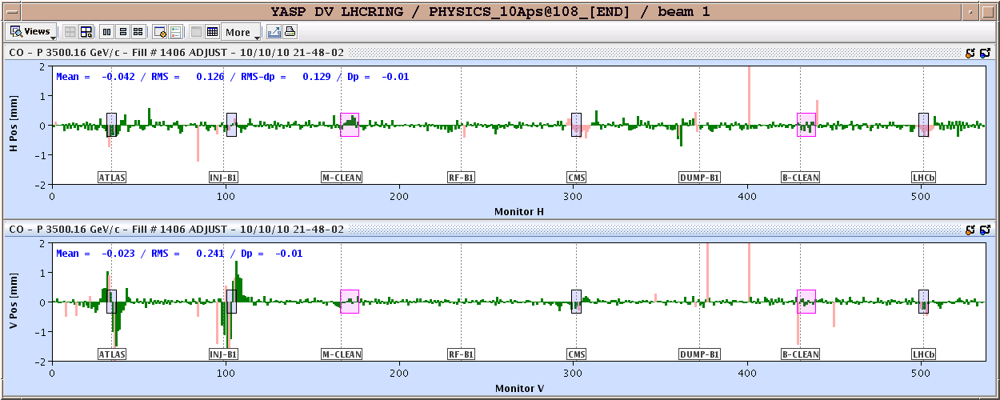 YASP DV LHCRING / PHYSICS_10Aps@108_[END] / beam 1
Views More
CO - P 3500.16 GeV/c - Fill # 1406 ADJUST - 10/10/10 21-48-02
Mean = -0.042 / RMS = 0.126 / RMS-dp = 0.129 / Dp = -0.01
H Pos [mm]
2
1
0
-1
-2
ATLAS INJ-B1 M-CLEAN RF-B1 CMS DUMP-B1 B-CLEAN LHCb
0 100 200 300 400 500
Monitor H
CO - P 3500.16 GeV/c - Fill # 1406 ADJUST - 10/10/10 21-48-02
Mean = -0.023 / RMS = 0.241 / Dp = -0.01
V Pos [mm]
2
1
0
-1
-2
ATLAS INJ-B1 M-CLEAN RF-B1 CMS DUMP-B1 B-CLEAN LHCb
0 100 200 300 400 500
Monitor V